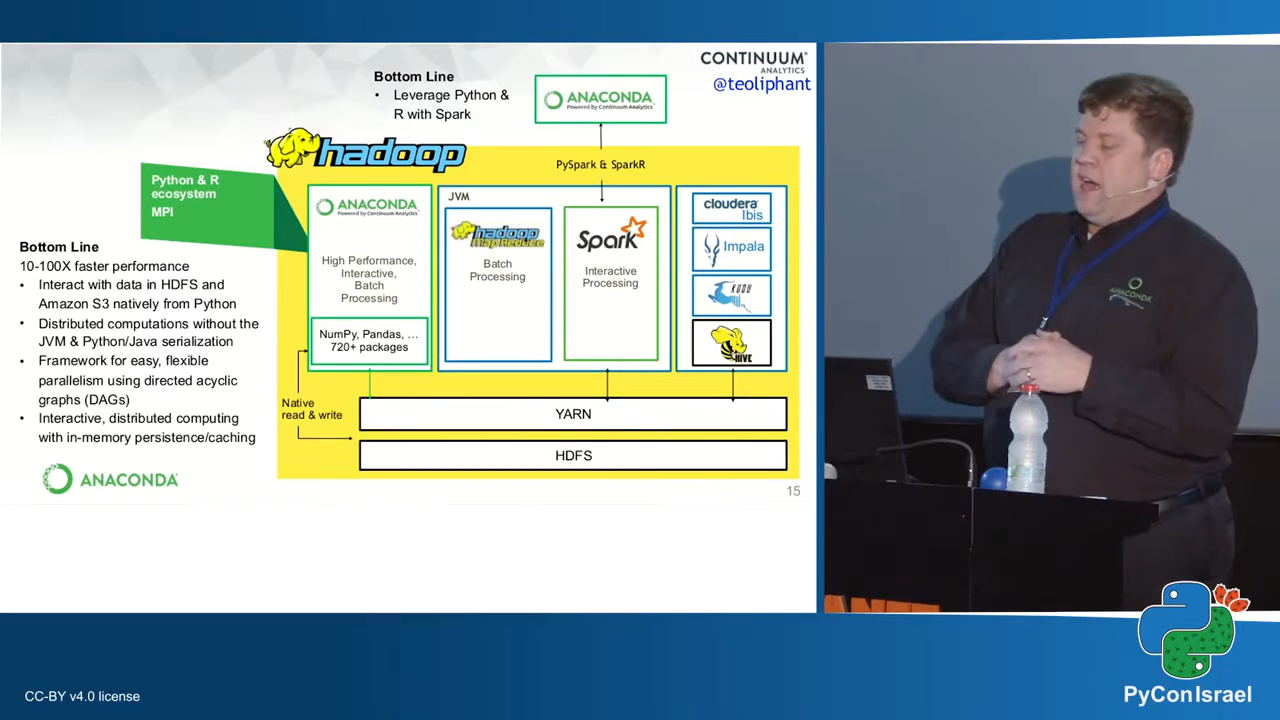 CONTINUUM
ANALYTICS
@teoliphant
Bottom Line
• Leverage Python &
R with Spark
ANACONDA
Powered by Continuum Analytics
hadoop
PySpark & SparkR
Python & R
ecosystem
MPI
Bottom Line
10-100X faster performance
• Interact with data in HDFS and
Amazon S3 natively from Python
• Distributed computations without the
JVM & Python/Java serialization
• Framework for easy, flexible
parallelism using directed acyclic
graphs (DAGs)
• Interactive, distributed computing
with in-memory persistence/caching
ANACONDA
ANACONDA
Powered by Continuum Analytics
High Performance,
Interactive,
Batch
Processing
NumPy, Pandas, ...
720+ packages
Native
read & write
JVM
hadoop
MapReduce
Batch
Processing
Spark
Interactive
Processing
cloudera
Ibis
Impala
KUDU
HIVE
YARN
HDFS
15
ANACONDA
PyConIsrael
CC-BY v4.0 license